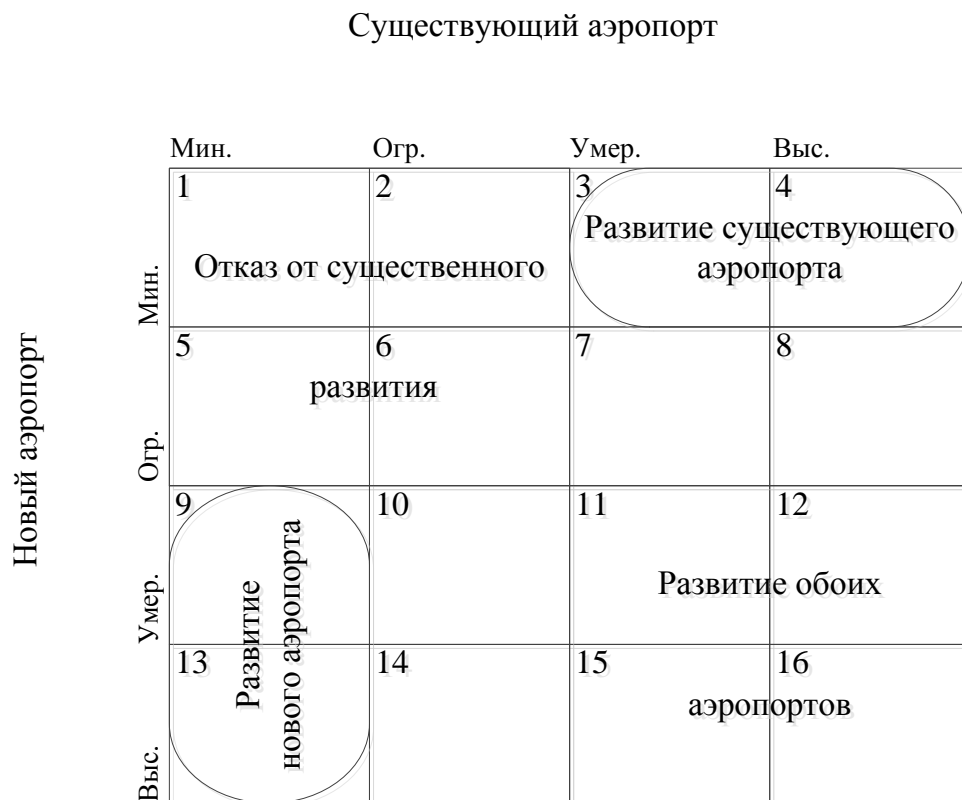 Существующий аэропорт
Мин. Огр. Умер. Выс.
Новый аэропорт
Мин.
1 2 3 4
Развитие существующего
аэропорта
Отказ от существенного
Огр.
5 6 7 8
развития
Умер.
9 10 11 12
Развитие
нового аэропорта
Развитие обоих
Выс.
13 14 15 16
аэропортов